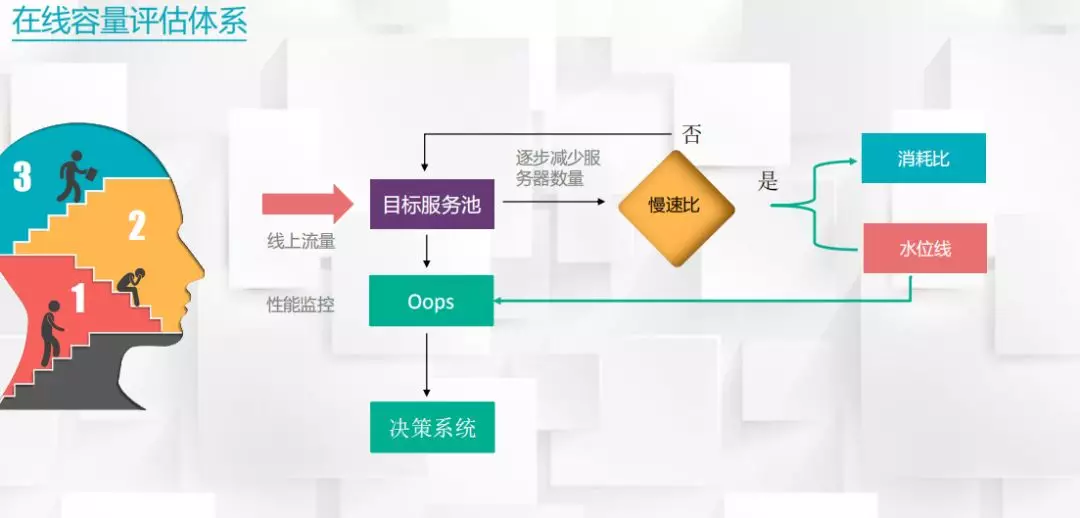 在线容量评估体系
3
2
1
线上流量
性能监控
目标服务池
Oops
决策系统
逐步减少服
务器数量
否
慢速比
是
消耗比
水位线